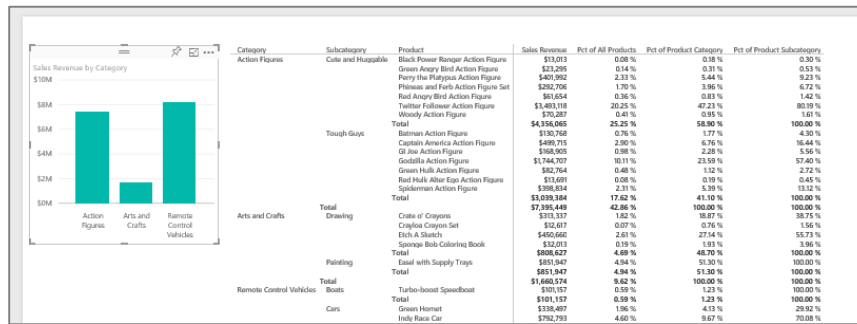 Sales Revenue by Category
$10M
$8M
$6M
$4M
$2M
$0M
Action Figures
Arts and Crafts
Remote Control Vehicles
Category Subcategory Product Sales Revenue Pct of All Products Pct of Product Category Pct of Product Subcategory
Action Figures Cute and Huggable Black Power Ranger Action Figure $13,013 0.08 % 0.18 % 0.30 %
Green Angry Bird Action Figure $23,295 0.14 % 0.31 % 0.53 %
Perry the Platypus Action Figure $401,992 2.33 % 5.44 % 9.23 %
Phineas and Ferb Action Figure Set $292,706 1.70 % 3.96 % 6.72 %
Red Angry Bird Action Figure $61,654 0.36 % 0.83 % 1.42 %
Twitter Follower Action Figure $3,493,118 20.25 % 47.23 % 80.19 %
Woody Action Figure $70,287 0.41 % 0.95 % 1.61 %
Total $4,356,065 25.25 % 58.90 % 100.00 %
Tough Guys Batman Action Figure $130,768 0.76 % 1.77 % 4.30 %
Captain America Action Figure $499,715 2.90 % 6.76 % 16.44 %
GI Joe Action Figure $168,905 0.98 % 2.28 % 5.56 %
Godzilla Action Figure $1,744,707 10.11 % 23.59 % 57.40 %
Green Hulk Action Figure $82,764 0.48 % 1.12 % 2.72 %
Red Hulk Alter Ego Action Figure $13,691 0.08 % 0.19 % 0.45 %
Spiderman Action Figure $398,834 2.31 % 5.39 % 13.12 %
Total $3,039,384 17.62 % 41.10 % 100.00 %
Total $7,395,449 42.86 % 100.00 % 100.00 %
Arts and Crafts Drawing Crate o' Crayons $313,337 1.82 % 18.87 % 38.75 %
Crayloa Crayon Set $12,617 0.07 % 0.76 % 1.56 %
Etch A Sketch $450,660 2.61 % 27.14 % 55.73 %
Sponge Bob Coloring Book $32,013 0.19 % 1.93 % 3.96 %
Total $808,627 4.69 % 48.70 % 100.00 %
Painting Easel with Supply Trays $851,947 4.94 % 51.30 % 100.00 %
Total $851,947 4.94 % 51.30 % 100.00 %
Total $1,660,574 9.62 % 100.00 % 100.00 %
Remote Control Vehicles Boats Turbo-boost Speedboat $101,157 0.59 % 1.23 % 100.00 %
Total $101,157 0.59 % 1.23 % 100.00 %
Cars Green Hornet $338,497 1.96 % 4.13 % 29.92 %
Indy Race Car $792,793 4.60 % 9.67 % 70.08 %